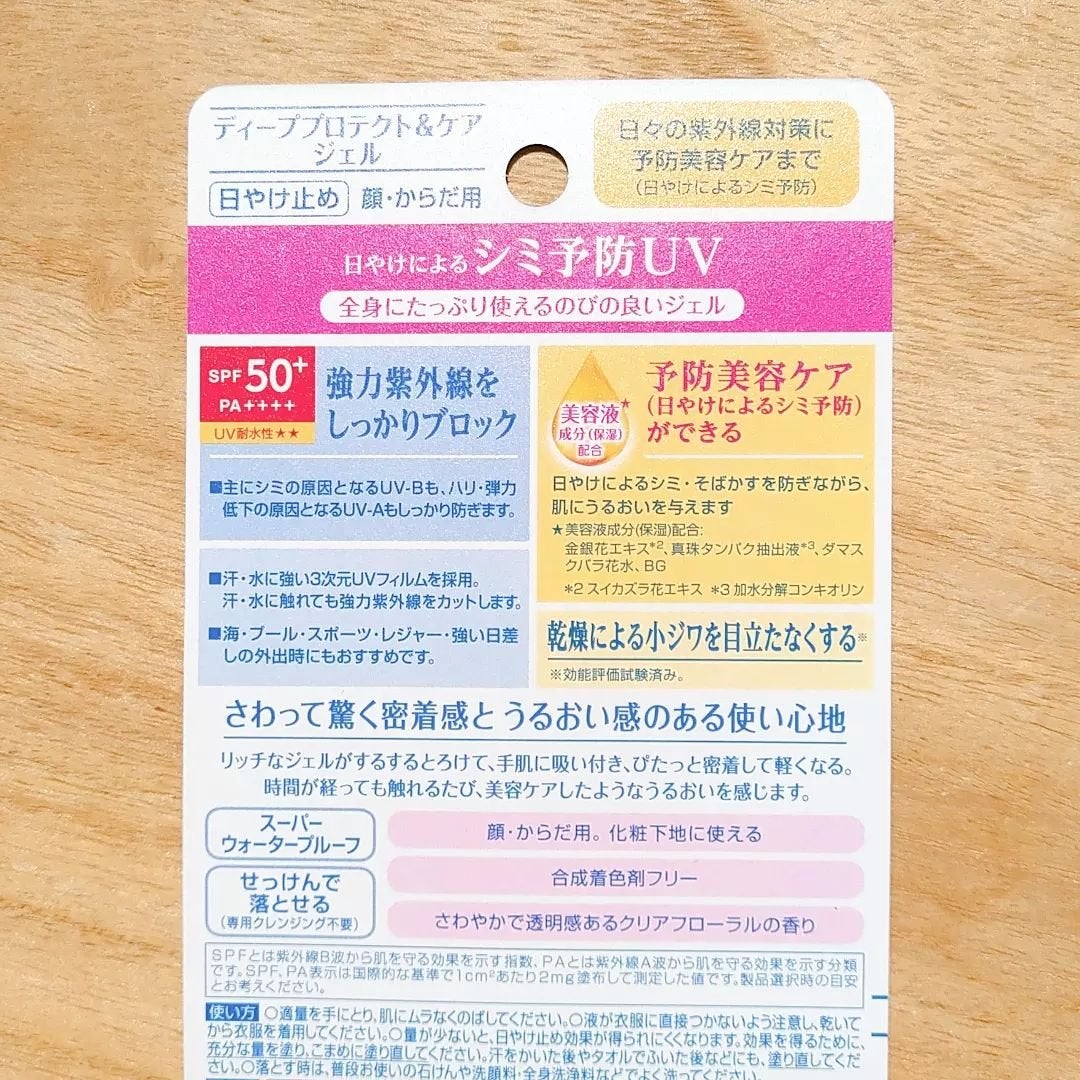 ディーププロテクト&ケア
ジェル
日やけ止め 顔・からだ用
日々の紫外線対策に
予防美容ケアまで
(日やけによるシミ予防)
日やけによるシミ予防UV
全身にたっぷり使えるのびの良いジェル
SPF50+
PA++++
UV耐水性★★
強力紫外線を
しっかりブロック
■主にシミの原因となるUV-Bも、ハリ・弾力
低下の原因となるUV-Aもしっかり防ぎます。
■汗・水に強い3次元UVフィルムを採用。
汗・水に触れても強力紫外線をカットします。
■海・プール・スポーツ・レジャー・強い日差
しの外出時にもおすすめです。
美容液★
成分(保湿)
配合
予防美容ケア
(日やけによるシミ予防)
ができる
日やけによるシミ・そばかすを防ぎながら、
肌にうるおいを与えます
★美容液成分(保湿)配合:
金銀花エキス*2、真珠タンパク抽出液*3、ダマス
クバラ花水、BG
*2 スイカズラ花エキス *3 加水分解コンキオリン
乾燥による小ジワを目立たなくする※
※効能評価試験済み。
さわって驚く密着感と うるおい感のある使い心地
リッチなジェルがするするとろけて、手肌に吸い付き、ぴたっと密着して軽くなる。
時間が経っても触れるたび、美容ケアしたようなうるおいを感じます。
スーパー
ウォータープルーフ
せっけんで
落とせる
(専用クレンジング不要)
顔・からだ用。化粧下地に使える
合成着色剤フリー
さわやかで透明感あるクリアフローラルの香り
SPFとは紫外線B波から肌を守る効果を示す指数、PAとは紫外線A波から肌を守る効果を示す分類
です。SPF、PA表示は国際的な基準で1cm²あたり2mg塗布して測定した値です。製品選択時の目安
とお考えください。
使い方 ○適量を手にとり、肌にムラなくのばしてください。○液が衣服に直接つかないよう注意し、乾いて
から衣服を着用してください。○量が少ないと、日やけ止め効果が得られにくくなります。効果を得るために、
充分な量を塗り、こまめに塗り直してください。汗をかいた後やタオルでふいた後などにも、塗り直してくだ
さい。○落とす時は、普段お使いの石けんや洗顔料・全身洗浄料などでよく洗ってください。